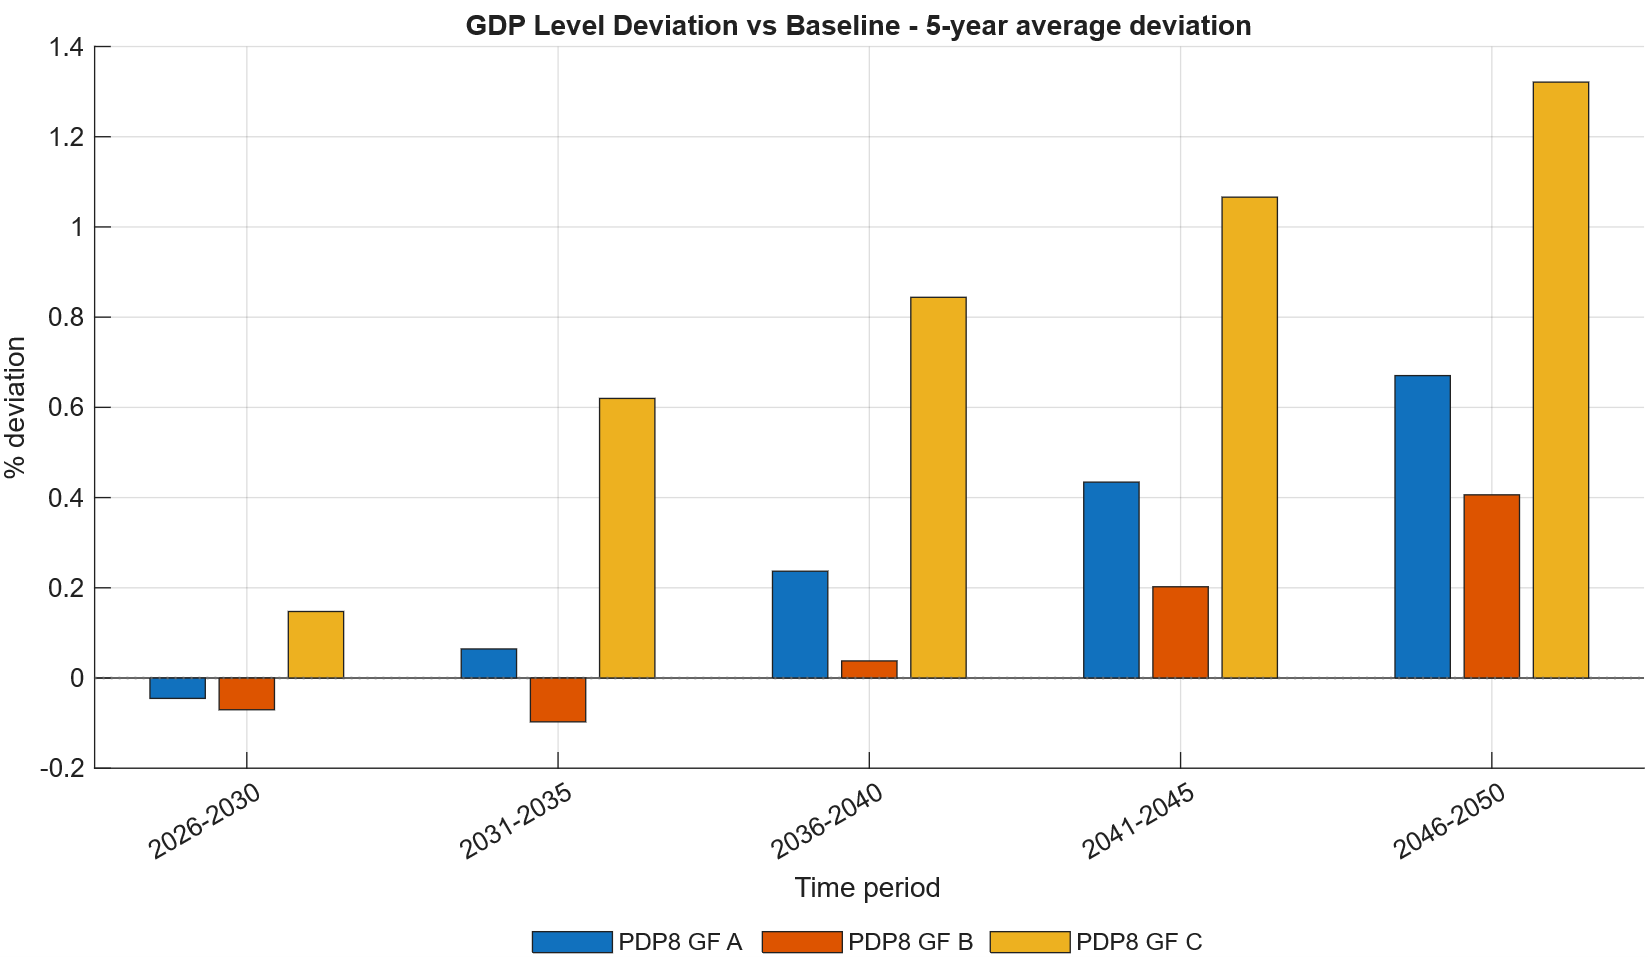 GDP Level Deviation vs Baseline - 5-year average deviation
1.4
1.2
1
0.8
0.6
0.4
0.2
0
-0.2
% deviation
2026-2030
2031-2035
2036-2040
2041-2045
2046-2050
Time period
PDP8 GF A
PDP8 GF B
PDP8 GF C